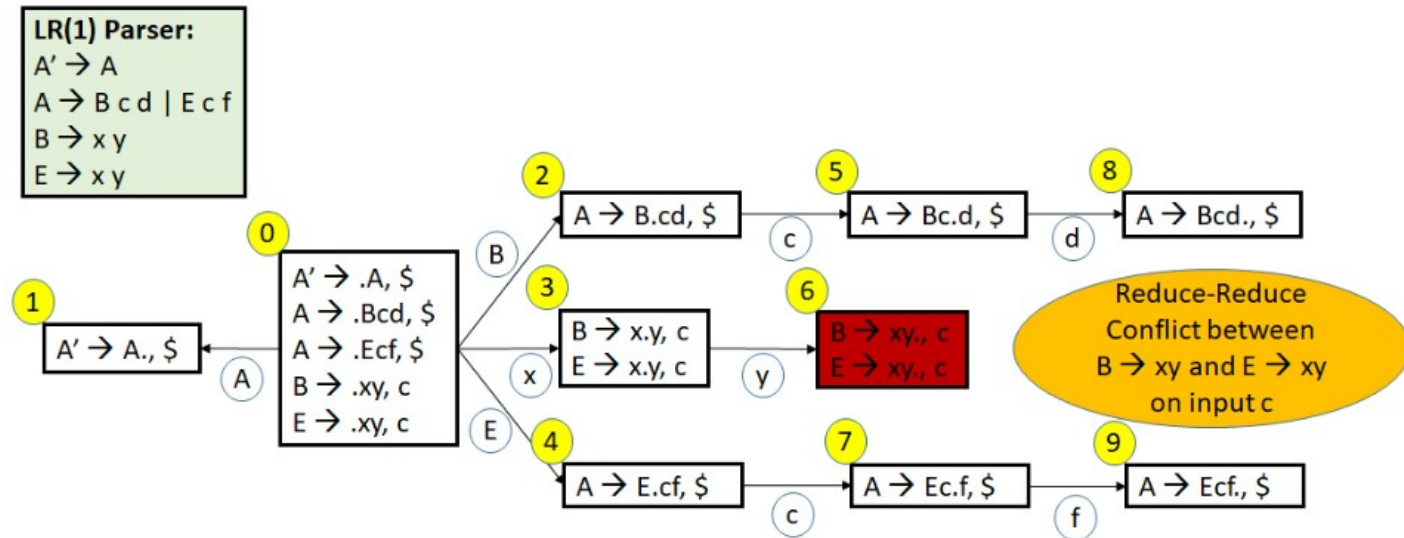 LR(1) Parser:
A' → A
A → B c d | E c f
B → x y
E → x y
0
A' → .A, $
A → .Bcd, $
A → .Ecf, $
B → .xy, c
E → .xy, c
1
A' → A., $
A
B
x
E
2
A → B.cd, $
c
5
A → Bc.d, $
d
8
A → Bcd., $
3
B → x.y, c
E → x.y, c
y
6
B → xy., c
E → xy., c
4
A → E.cf, $
c
7
A → Ec.f, $
f
9
A → Ecf., $
Reduce-Reduce
Conflict between
B → xy and E → xy
on input c